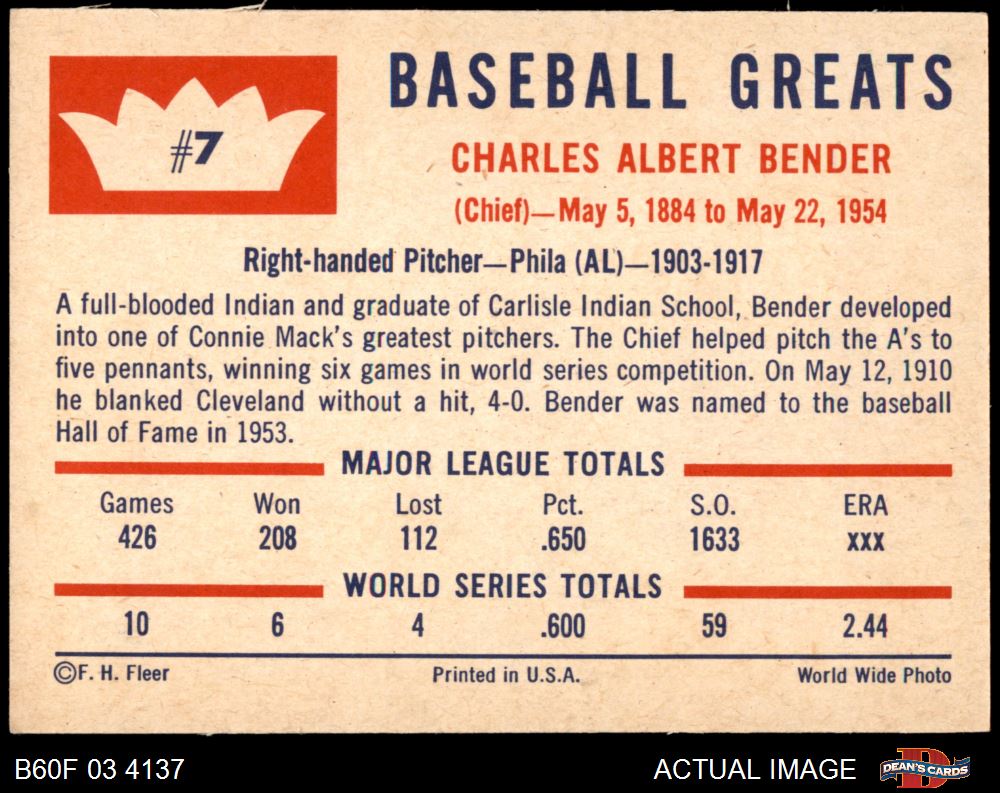 #7
BASEBALL GREATS
CHARLES ALBERT BENDER
(Chief)—May 5, 1884 to May 22, 1954
Right-handed Pitcher—Phila (AL)—1903-1917
A full-blooded Indian and graduate of Carlisle Indian School, Bender developed
into one of Connie Mack's greatest pitchers. The Chief helped pitch the A's to
five pennants, winning six games in world series competition. On May 12, 1910
he blanked Cleveland without a hit, 4-0. Bender was named to the baseball
Hall of Fame in 1953.
MAJOR LEAGUE TOTALS
Games Won Lost Pct. S.O. ERA
426 208 112 .650 1633 xxx
WORLD SERIES TOTALS
10 6 4 .600 59 2.44
©F. H. Fleer Printed in U.S.A. World Wide Photo
B60F 03 4137 ACTUAL IMAGE DEAN'S CARDS